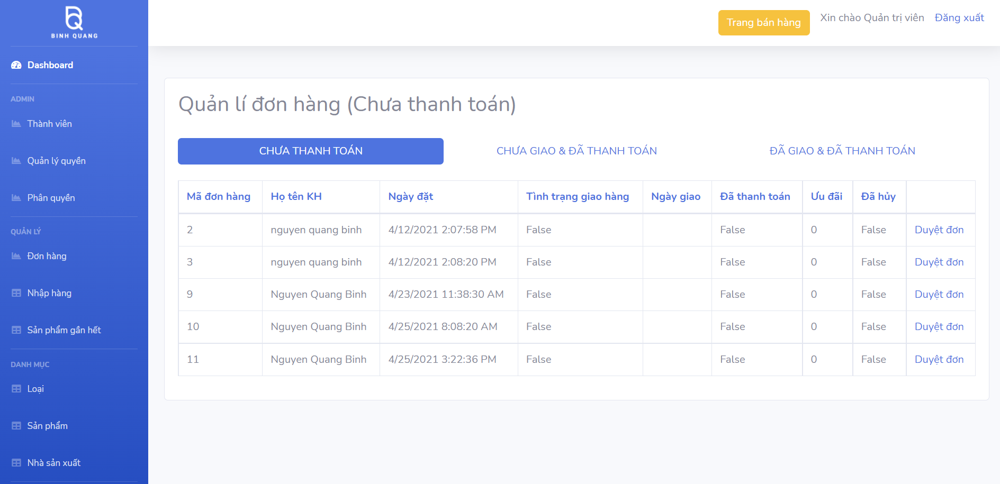 BINH QUANG
Dashboard
ADMIN
Thành viên
Quản lý quyền
Phân quyền
QUẢN LÝ
Đơn hàng
Nhập hàng
Sản phẩm gần hết
DANH MỤC
Loại
Sản phẩm
Nhà sản xuất
Trang bán hàng Xin chào Quản trị viên Đăng xuất
Quản lí đơn hàng (Chưa thanh toán)
CHƯA THANH TOÁN CHƯA GIAO & ĐÃ THANH TOÁN ĐÃ GIAO & ĐÃ THANH TOÁN
Mã đơn hàng Họ tên KH Ngày đặt Tình trạng giao hàng Ngày giao Đã thanh toán Ưu đãi Đã hủy
2 nguyen quang binh 4/12/2021 2:07:58 PM False False 0 False Duyệt đơn
3 nguyen quang binh 4/12/2021 2:08:20 PM False False 0 False Duyệt đơn
9 Nguyen Quang Binh 4/23/2021 11:38:30 AM False False 0 False Duyệt đơn
10 Nguyen Quang Binh 4/25/2021 8:08:20 AM False False 0 False Duyệt đơn
11 Nguyen Quang Binh 4/25/2021 3:22:36 PM False False 0 False Duyệt đơn